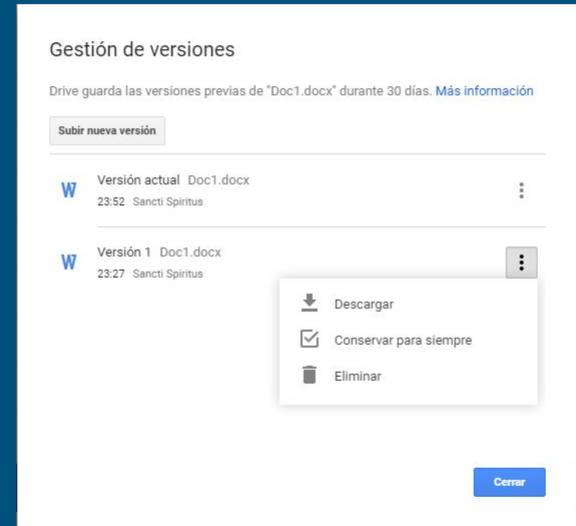 Gestión de versiones
Drive guarda las versiones previas de "Doc1.docx" durante 30 días. Más información
Subir nueva versión
Versión actual Doc1.docx
23:52 Sancti Spiritus
Versión 1 Doc1.docx
23:27 Sancti Spiritus
Descargar
Conservar para siempre
Eliminar
Cerrar